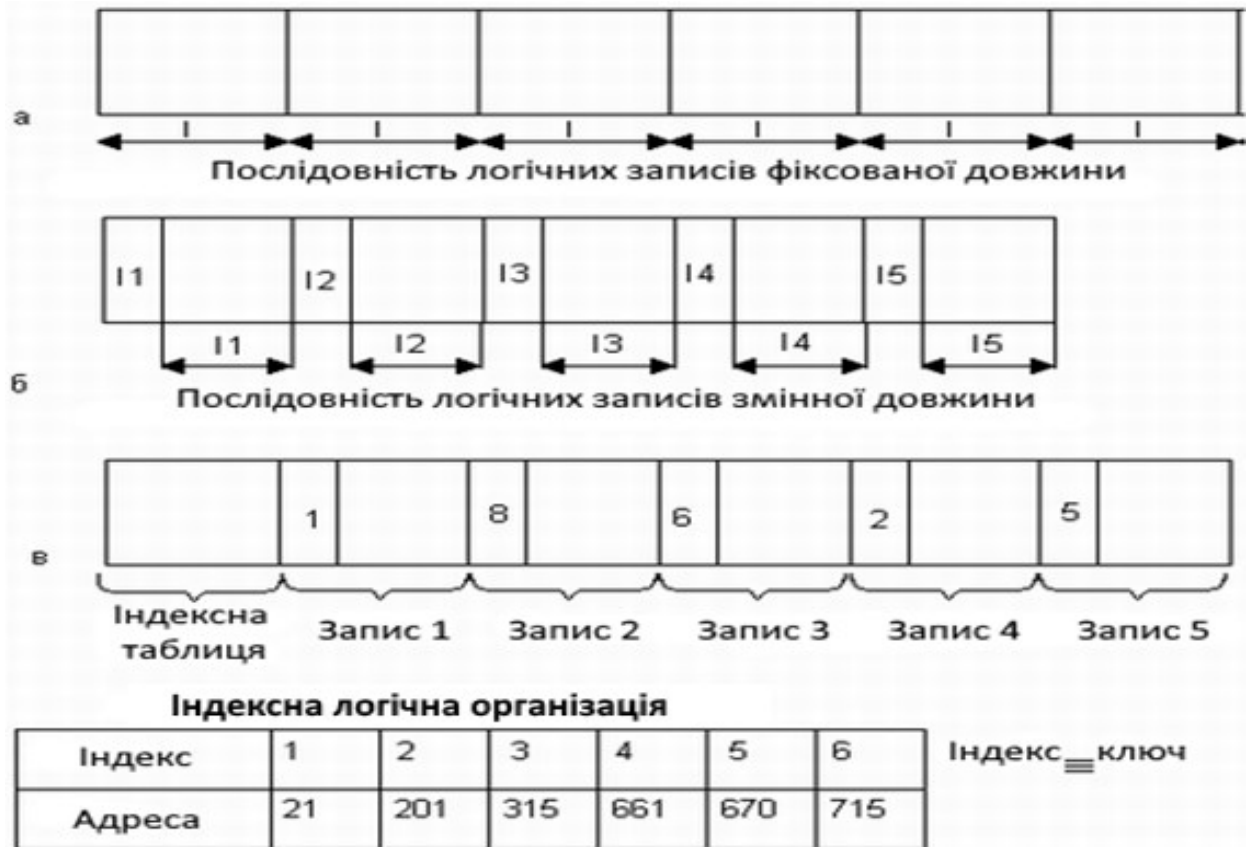 а
l l l l l l
Послідовність логічних записів фіксованої довжини
l1 l2 l3 l4 l5
l1 l2 l3 l4 l5
б
Послідовність логічних записів змінної довжини
1 8 6 2 5
в
Індексна таблиця Запис 1 Запис 2 Запис 3 Запис 4 Запис 5
Індексна логічна організація
Індекс 1 2 3 4 5 6 Індекс≡ключ
Адреса 21 201 315 661 670 715